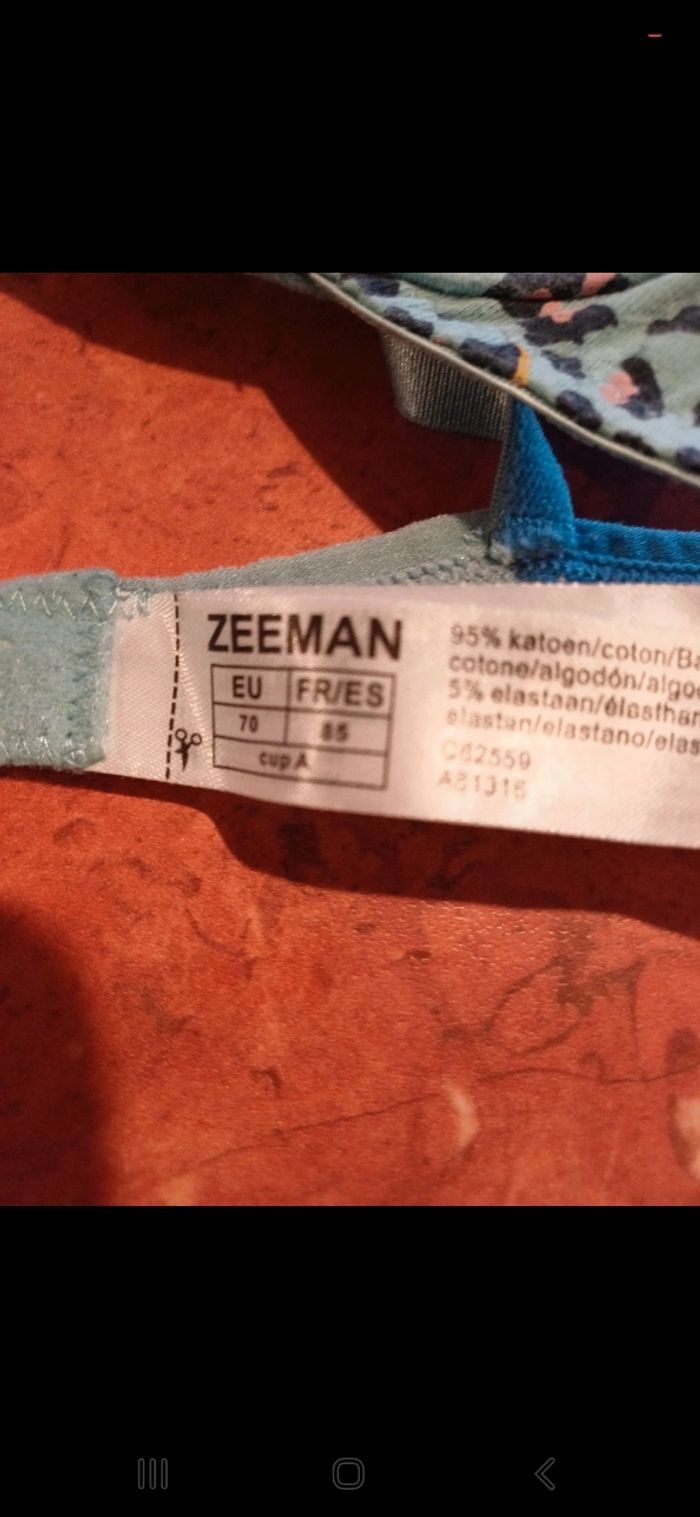 ZEEMAN
EU FR/ES
70 85
cup A
95% katoen/coton/Ba
cotone/algodón/algo
5% elastaan/élasthan
elastan/elastano/elas
C62559
A81316